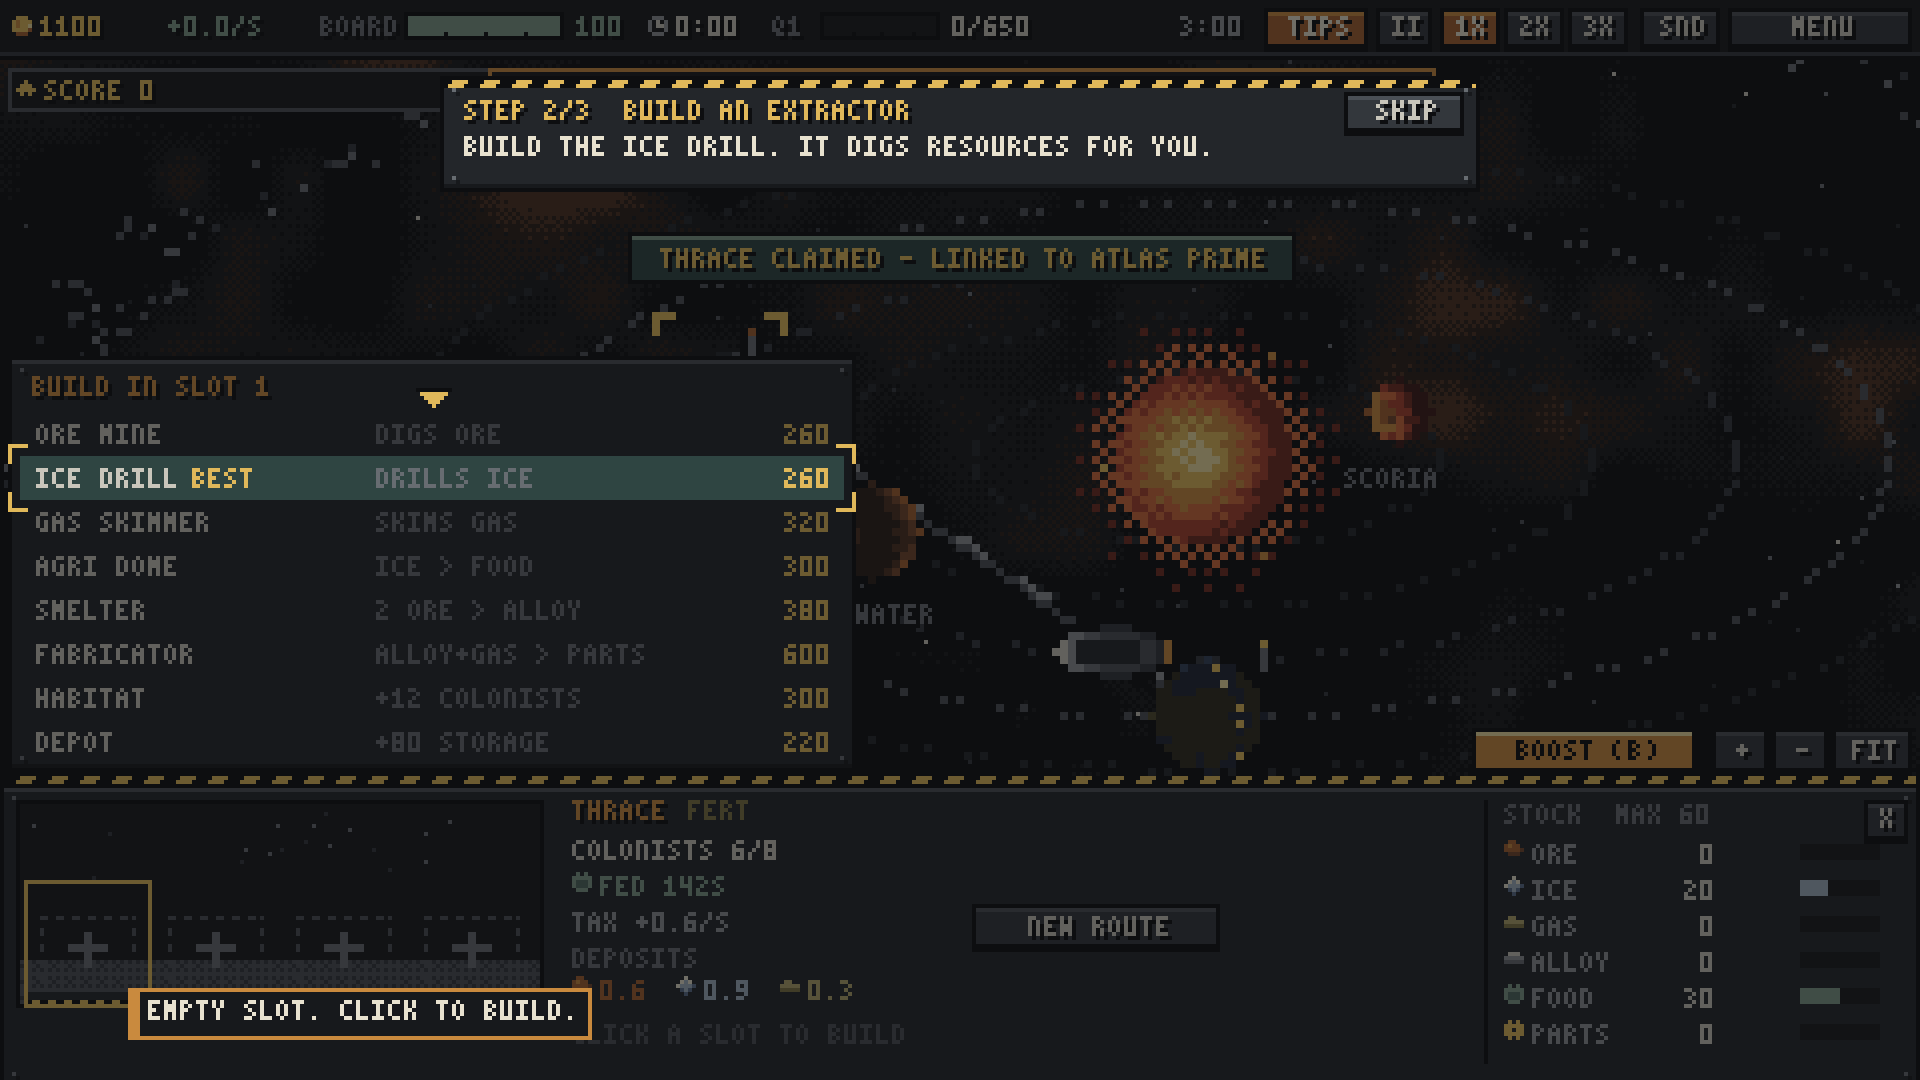 1100 +0.0/S BOARD 100 0:00 Q1 0/650 3:00 TIPS II 1X 2X 3X SND MENU
SCORE 0
STEP 2/3 BUILD AN EXTRACTOR SKIP
BUILD THE ICE DRILL. IT DIGS RESOURCES FOR YOU.
THRACE CLAIMED - LINKED TO ATLAS PRIME
BUILD IN SLOT 1
ORE MINE DIGS ORE 260
ICE DRILL BEST DRILLS ICE 260
GAS SKIMMER SKIMS GAS 320
AGRI DOME ICE > FOOD 300
SMELTER 2 ORE > ALLOY 380
FABRICATOR ALLOY+GAS > PARTS 600
HABITAT +12 COLONISTS 300
DEPOT +80 STORAGE 220
SCORIA
WATER
BOOST (B) + - FIT
THRACE FERT
COLONISTS 6/8
FED 142S
TAX +0.6/S
DEPOSITS
0.6 0.9 0.3
CLICK A SLOT TO BUILD
EMPTY SLOT. CLICK TO BUILD.
NEW ROUTE
STOCK MAX 60 X
ORE 0
ICE 20
GAS 0
ALLOY 0
FOOD 30
PARTS 0